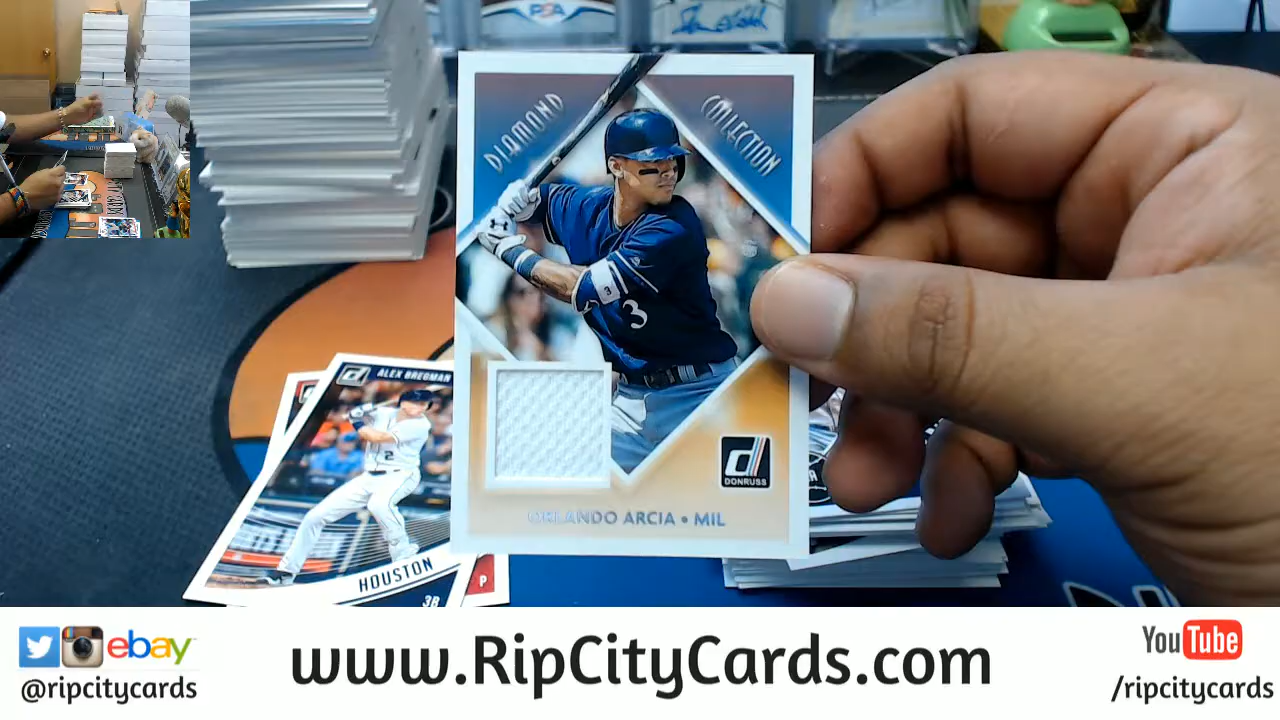 PSA
DIAMOND
COLLECTION
3
3
DONRUSS
ORLANDO ARCIA • MIL
ALEX BREGMAN
2
HOUSTON
3B
P
ebay
@ripcitycards
www.RipCityCards.com
YouTube
/ripcitycards